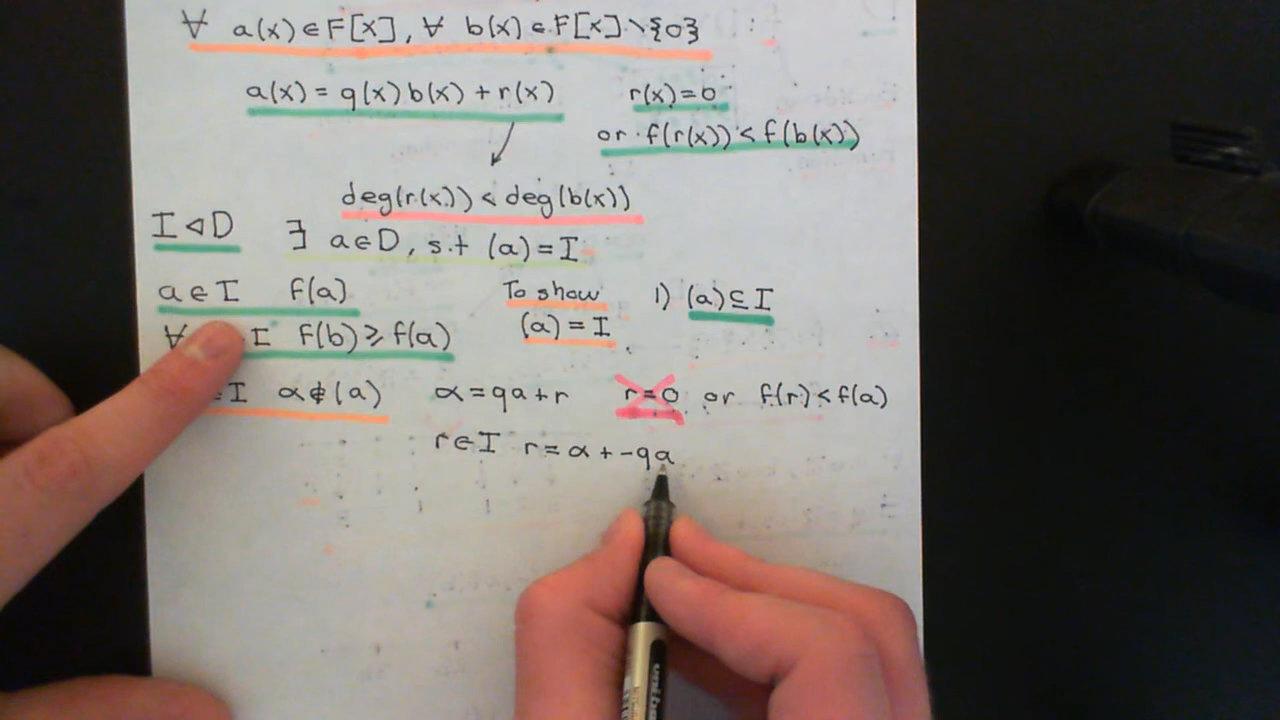 ∀ a(x)∈F[x], ∀ b(x)∈F[x]∖{0} :
a(x) = q(x)b(x) + r(x) r(x)=0
or f(r(x)) < f(b(x))
deg(r(x)) < deg(b(x))
I ◁ D ∃ a∈D, s.t (a) = I
a∈I f(a) To show 1) (a)⊆I
∀ I f(b) ≥ f(a) (a) = I
I α∉(a) α = qa + r r=0 or f(r) < f(a)
r∈I r = α + -qa